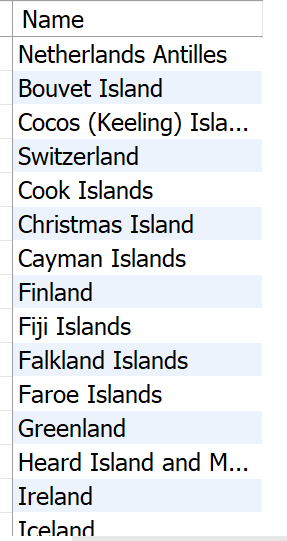 Name
Netherlands Antilles
Bouvet Island
Cocos (Keeling) Isla...
Switzerland
Cook Islands
Christmas Island
Cayman Islands
Finland
Fiji Islands
Falkland Islands
Faroe Islands
Greenland
Heard Island and M...
Ireland
Iceland